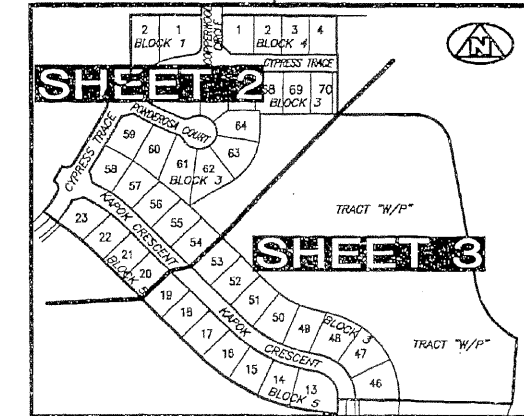 2 1
BLOCK 1
COPPERWOOD CIRCLE
1 2 3 4
BLOCK 4
CYPRESS TRACE
N
SHEET 2
68 69 70
BLOCK 3
PONDEROSA COURT
64
63
62
61
60
59
BLOCK 3
CYPRESS TRACE
58
57
56
55
54
KAPOK CRESCENT
23
22
21
20
BLOCK 5
TRACT "W/P"
SHEET 3
53
52
51
50
49
48
47
46
BLOCK 3
TRACT "W/P"
KAPOK CRESCENT
19
18
17
16
15
14
13
BLOCK 5